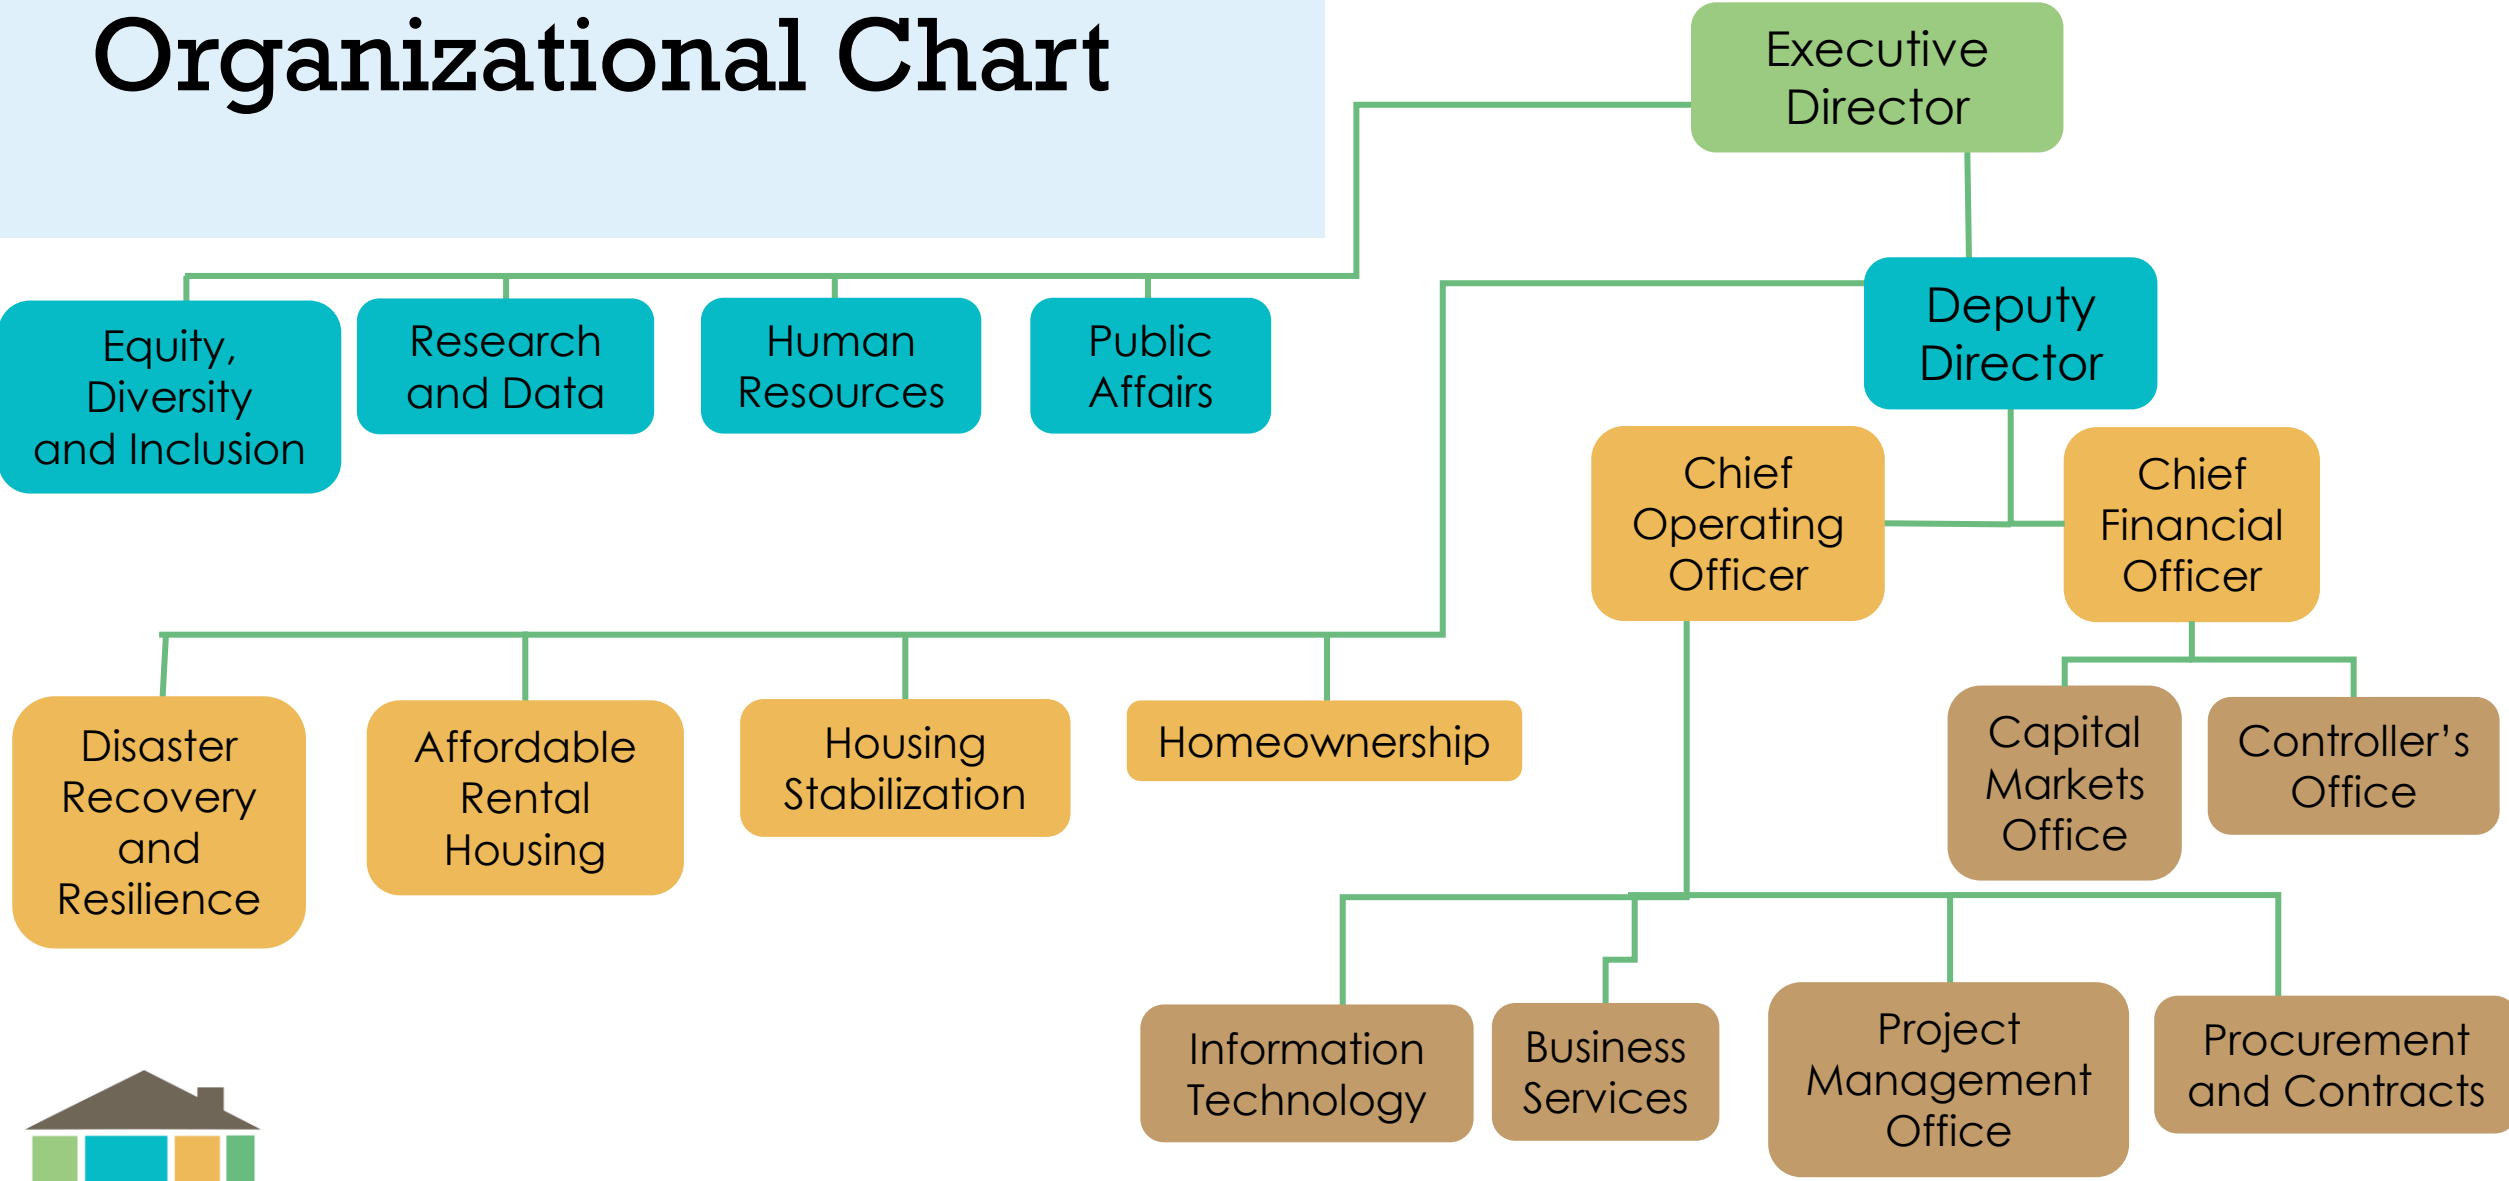 Organizational Chart
Executive
Director
Equity,
Diversity
and Inclusion
Research
and Data
Human
Resources
Public
Affairs
Deputy
Director
Chief
Operating
Officer
Chief
Financial
Officer
Disaster
Recovery
and
Resilience
Affordable
Rental
Housing
Housing
Stabilization
Homeownership
Capital
Markets
Office
Controller’s
Office
Information
Technology
Business
Services
Project
Management
Office
Procurement
and Contracts